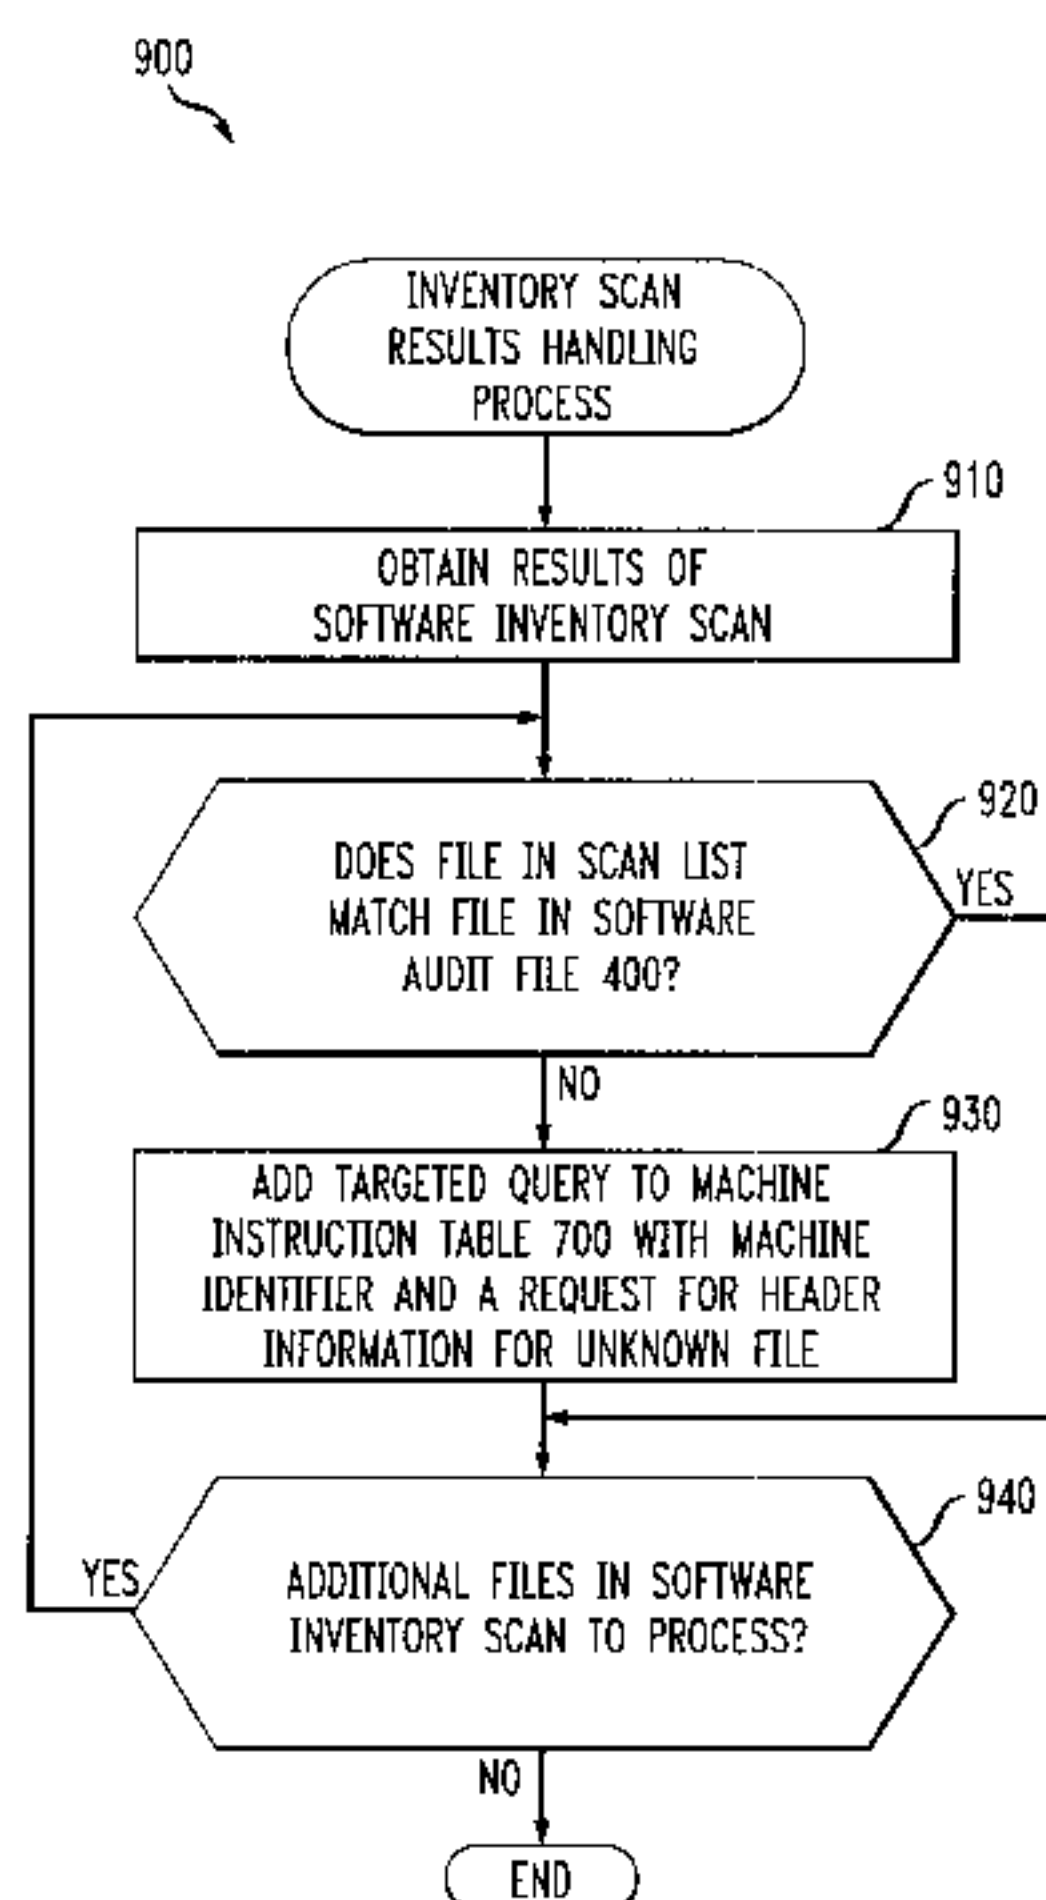 900
INVENTORY SCAN
RESULTS HANDLING
PROCESS
910
OBTAIN RESULTS OF
SOFTWARE INVENTORY SCAN
920
DOES FILE IN SCAN LIST
MATCH FILE IN SOFTWARE
AUDIT FILE 400?
YES
NO
930
ADD TARGETED QUERY TO MACHINE
INSTRUCTION TABLE 700 WITH MACHINE
IDENTIFIER AND A REQUEST FOR HEADER
INFORMATION FOR UNKNOWN FILE
940
YES
ADDITIONAL FILES IN SOFTWARE
INVENTORY SCAN TO PROCESS?
NO
END